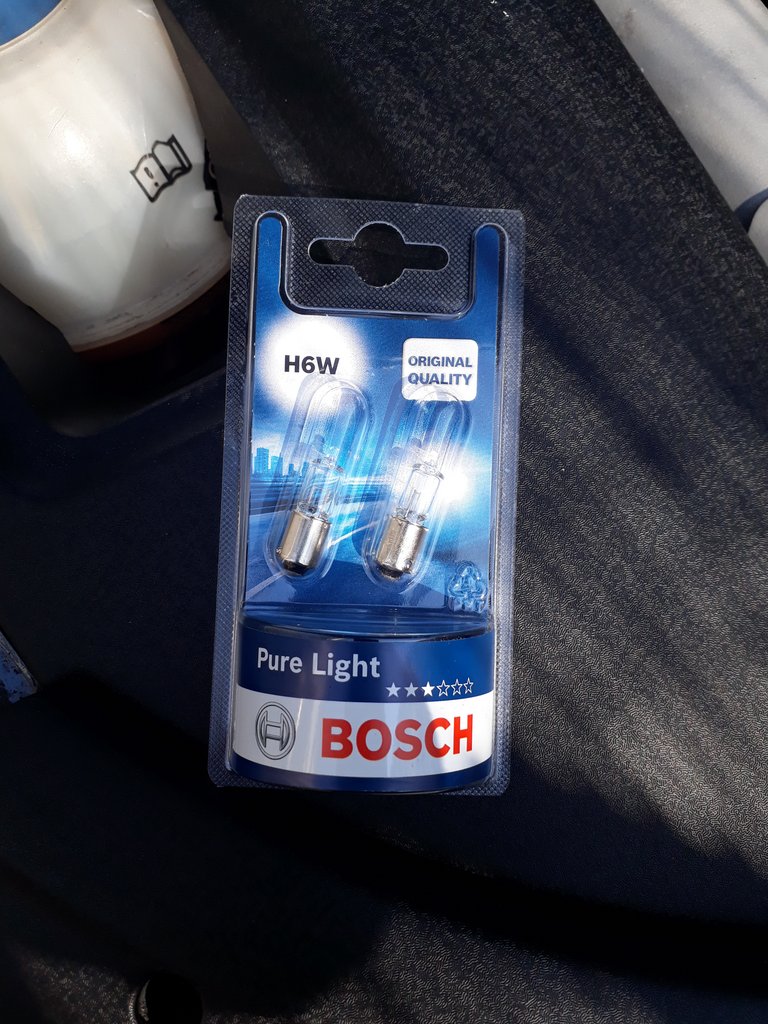 H6W
ORIGINAL
QUALITY
Pure Light
BOSCH